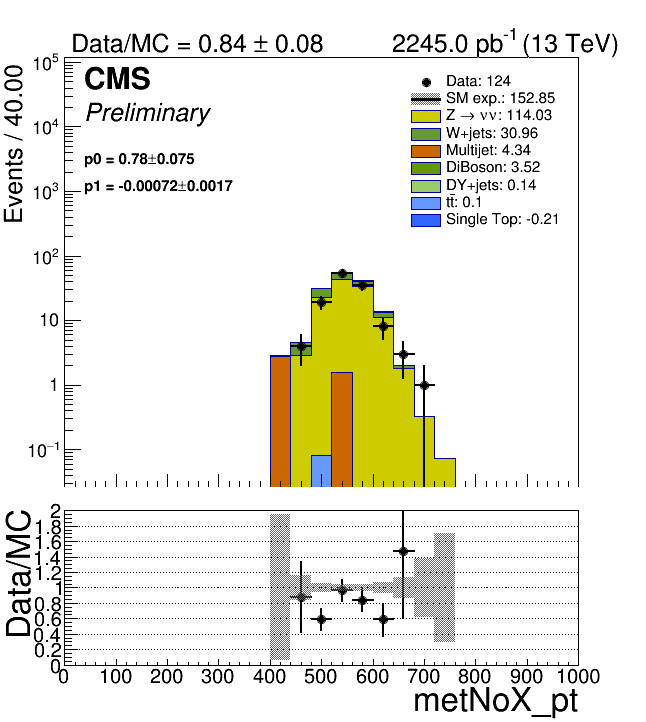 Data/MC = 0.84 ± 0.08 2245.0 pb⁻¹ (13 TeV)
CMS
Preliminary
p0 = 0.78±0.075
p1 = -0.00072±0.0017
Data: 124
SM exp.: 152.85
Z → νν: 114.03
W+jets: 30.96
Multijet: 4.34
DiBoson: 3.52
DY+jets: 0.14
tt̄: 0.1
Single Top: -0.21
Events / 40.00
10⁵
10⁴
10³
10²
10
1
10⁻¹
Data/MC
2
1.8
1.6
1.4
1.2
1
0.8
0.6
0.4
0.2
0
0 100 200 300 400 500 600 700 800 900 1000
metNoX_pt